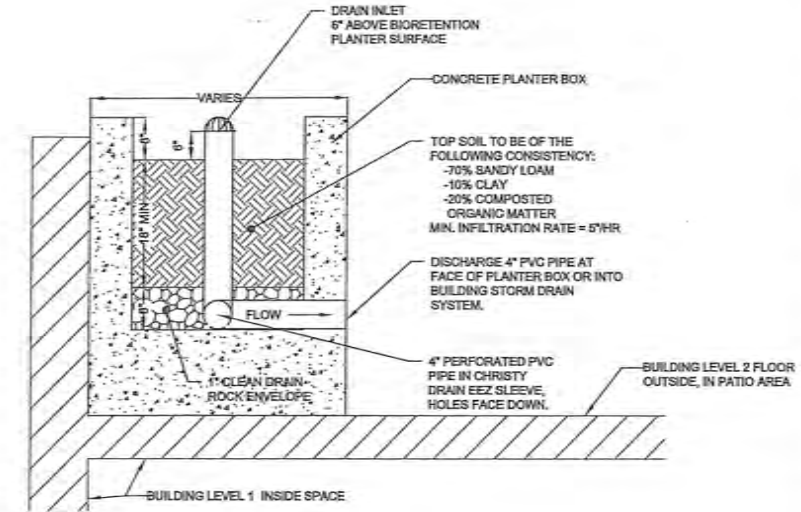 DRAIN INLET
6" ABOVE BIORETENTION
PLANTER SURFACE
CONCRETE PLANTER BOX
VARIES
6"
6"
TOP SOIL TO BE OF THE
FOLLOWING CONSISTENCY:
-70% SANDY LOAM
-10% CLAY
-20% COMPOSTED
ORGANIC MATTER
MIN. INFILTRATION RATE = 5"/HR
18" MIN
DISCHARGE 4" PVC PIPE AT
FACE OF PLANTER BOX OR INTO
BUILDING STORM DRAIN
SYSTEM.
FLOW
4" PERFORATED PVC
PIPE IN CHRISTY
DRAIN EEZ SLEEVE,
HOLES FACE DOWN.
1" CLEAN DRAIN
ROCK ENVELOPE
BUILDING LEVEL 2 FLOOR
OUTSIDE, IN PATIO AREA
BUILDING LEVEL 1 INSIDE SPACE